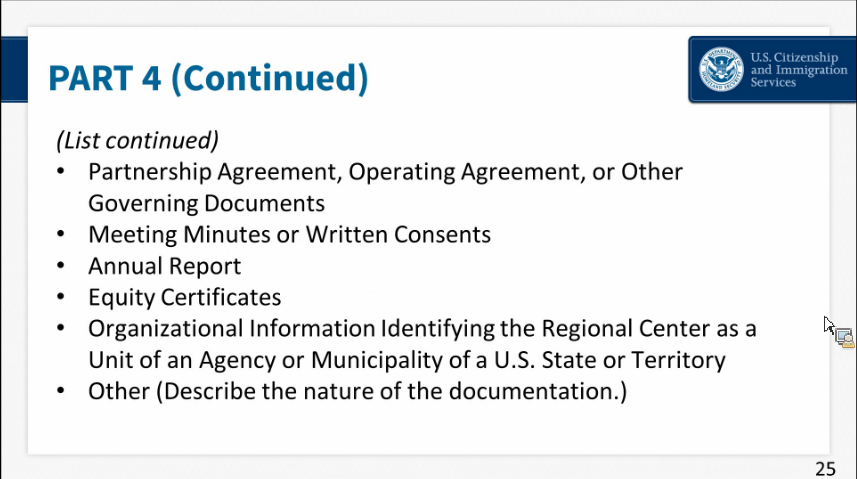 PART 4 (Continued)
U.S. Citizenship
and Immigration
Services
(List continued)
• Partnership Agreement, Operating Agreement, or Other
Governing Documents
• Meeting Minutes or Written Consents
• Annual Report
• Equity Certificates
• Organizational Information Identifying the Regional Center as a
Unit of an Agency or Municipality of a U.S. State or Territory
• Other (Describe the nature of the documentation.)
25